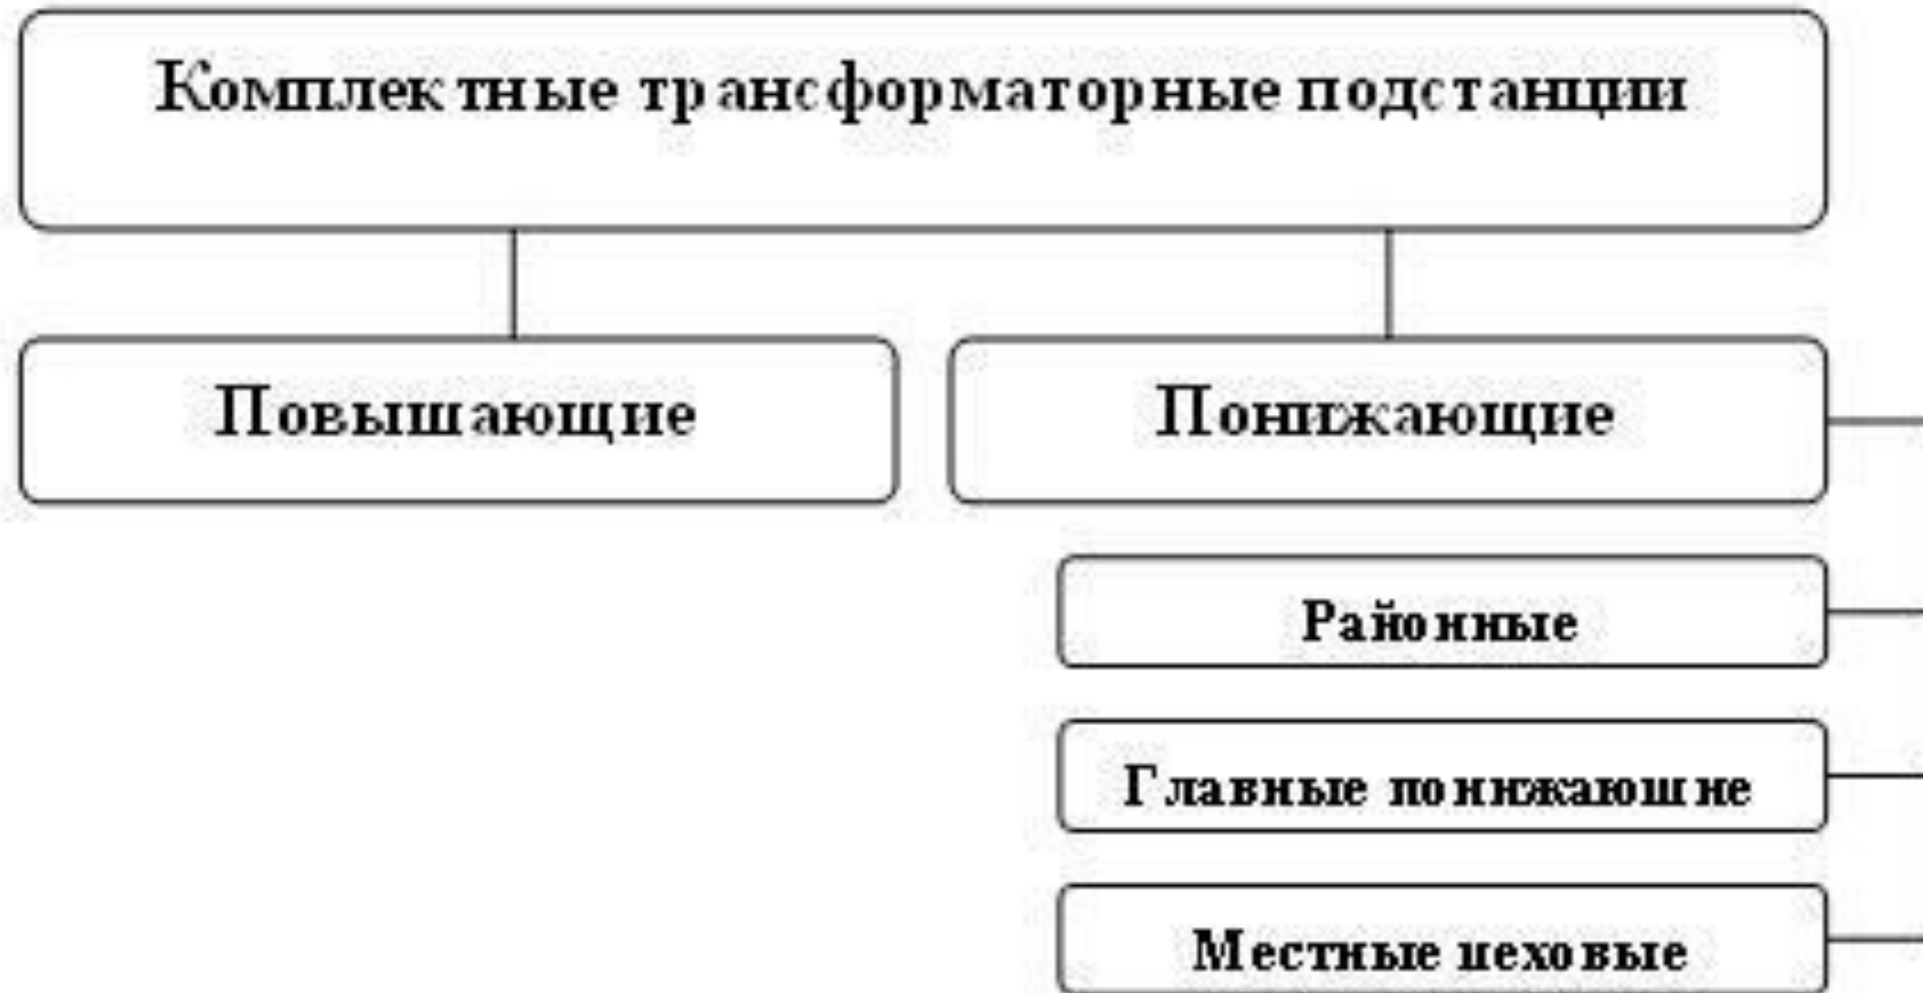 Комплектные трансформаторные подстанции
Повышающие
Понижающие
Районные
Главные понижающие
Местные цеховые